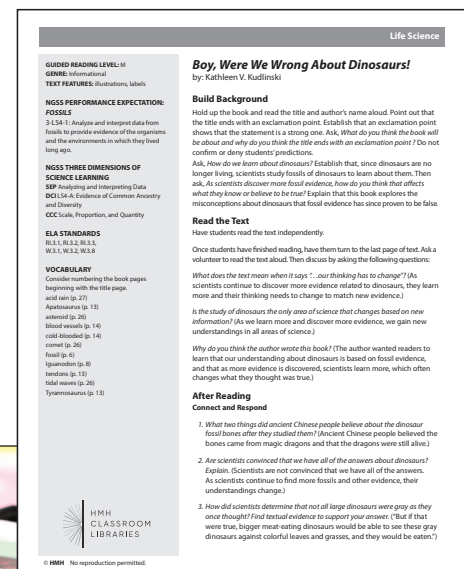 Life Science
GUIDED READING LEVEL: M
GENRE: Informational
TEXT FEATURES: illustrations, labels
NGSS PERFORMANCE EXPECTATION:
FOSSILS
3-LS4-1: Analyze and interpret data from
fossils to provide evidence of the organisms
and the environments in which they lived
long ago.
NGSS THREE DIMENSIONS OF
SCIENCE LEARNING
SEP Analyzing and Interpreting Data
DCI LS4-A: Evidence of Common Ancestry
and Diversity
CCC Scale, Proportion, and Quantity
ELA STANDARDS
RI.3.1, RI.3.2, RI.3.3,
W.3.1, W.3.2, W.3.8
VOCABULARY
Consider numbering the book pages
beginning with the title page.
acid rain (p. 27)
Apatosaurus (p. 13)
asteroid (p. 26)
blood vessels (p. 14)
cold-blooded (p. 14)
comet (p. 26)
fossil (p. 6)
Iguanodon (p. 8)
tendons (p. 13)
tidal waves (p. 26)
Tyrannosaurus (p. 13)
HMH
CLASSROOM
LIBRARIES
© HMH No reproduction permitted.
Boy, Were We Wrong About Dinosaurs!
by: Kathleen V. Kudlinski
Build Background
Hold up the book and read the title and author's name aloud. Point out that
the title ends with an exclamation point. Establish that an exclamation point
shows that the statement is a strong one. Ask, What do you think the book will
be about and why do you think the title ends with an exclamation point? Do not
confirm or deny students' predictions.
Ask, How do we learn about dinosaurs? Establish that, since dinosaurs are no
longer living, scientists study fossils of dinosaurs to learn about them. Then
ask, As scientists discover more fossil evidence, how do you think that affects
what they know or believe to be true? Explain that this book explores the
misconceptions about dinosaurs that fossil evidence has since proven to be false.
Read the Text
Have students read the text independently.
Once students have finished reading, have them turn to the last page of text. Ask a
volunteer to read the text aloud. Then discuss by asking the following questions:
What does the text mean when it says "…our thinking has to change"? (As
scientists continue to discover more evidence related to dinosaurs, they learn
more and their thinking needs to change to match new evidence.)
Is the study of dinosaurs the only area of science that changes based on new
information? (As we learn more and discover more evidence, we gain new
understandings in all areas of science.)
Why do you think the author wrote this book? (The author wanted readers to
learn that our understanding about dinosaurs is based on fossil evidence,
and that as more evidence is discovered, scientists learn more, which often
changes what they thought was true.)
After Reading
Connect and Respond
1. What two things did ancient Chinese people believe about the dinosaur
fossil bones after they studied them? (Ancient Chinese people believed the
bones came from magic dragons and that the dragons were still alive.)
2. Are scientists convinced that we have all of the answers about dinosaurs?
Explain. (Scientists are not convinced that we have all of the answers.
As scientists continue to find more fossils and other evidence, their
understandings change.)
3. How did scientists determine that not all large dinosaurs were gray as they
once thought? Find textual evidence to support your answer. ("But if that
were true, bigger meat-eating dinosaurs would be able to see these gray
dinosaurs against colorful leaves and grasses, and they would be eaten.")